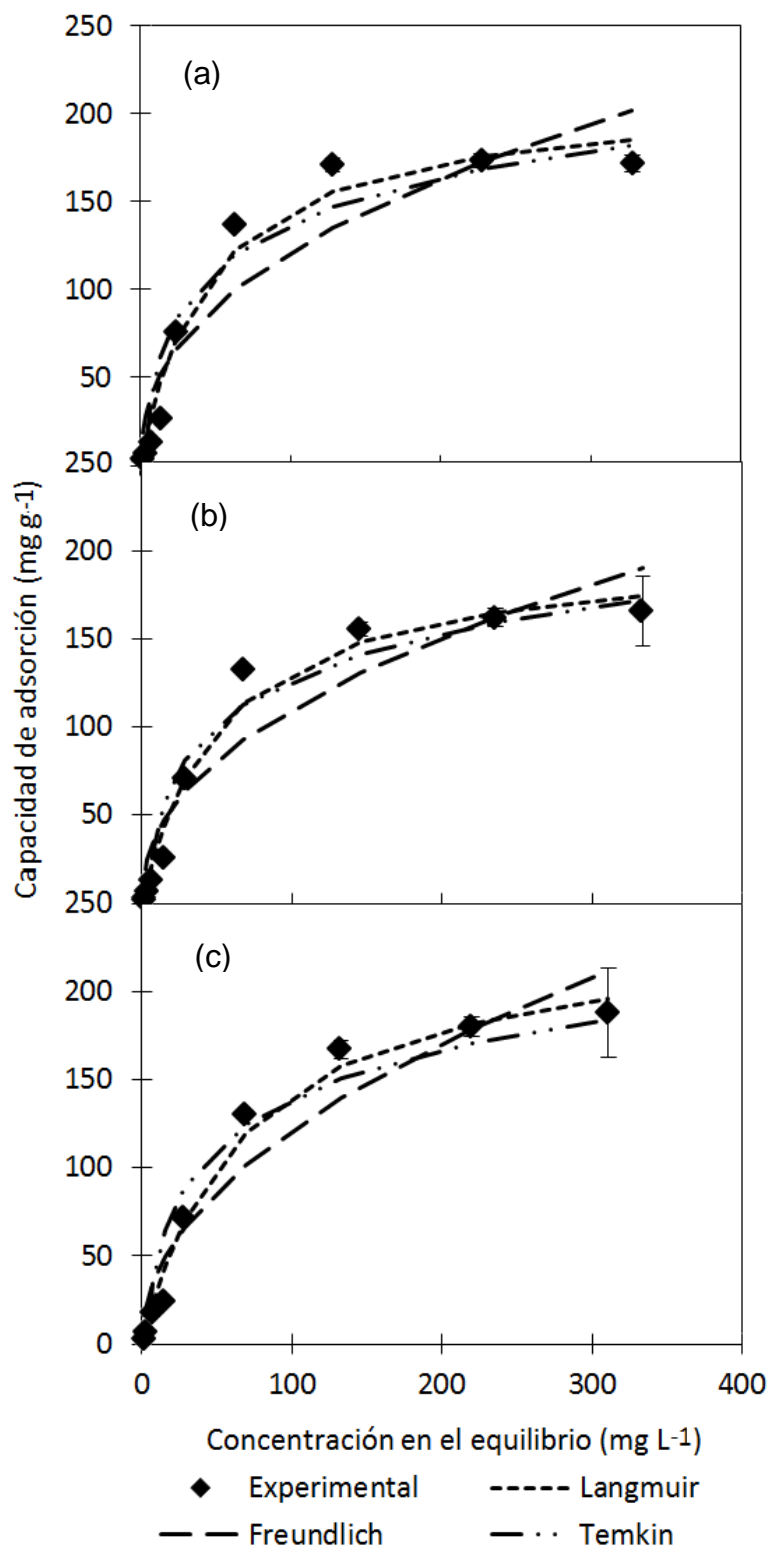 250
(a)
200
150
100
50
250
(b)
200
150
100
50
250
(c)
200
150
100
50
0
0 100 200 300 400
Capacidad de adsorción (mg g-1)
Concentración en el equilibrio (mg L-1)
Experimental Langmuir
Freundlich Temkin